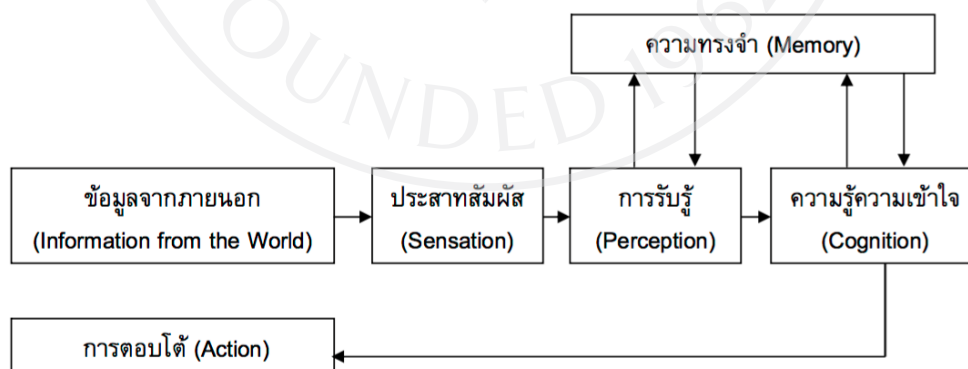 OUNDED 196
ความทรงจำ (Memory)
ข้อมูลจากภายนอก
(Information from the World)
ประสาทสัมผัส
(Sensation)
การรับรู้
(Perception)
ความรู้ความเข้าใจ
(Cognition)
การตอบโต้ (Action)